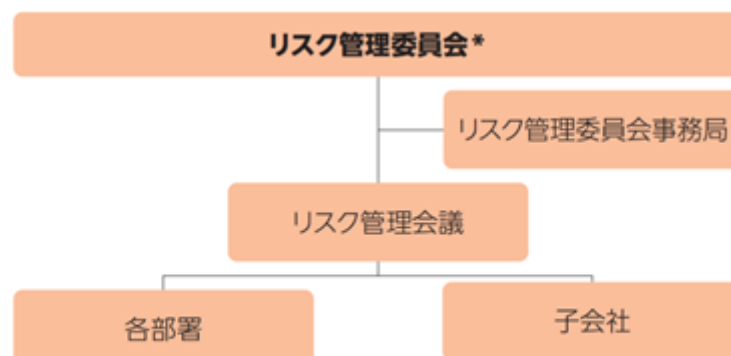 リスク管理委員会*
リスク管理委員会事務局
リスク管理会議
各部署
子会社